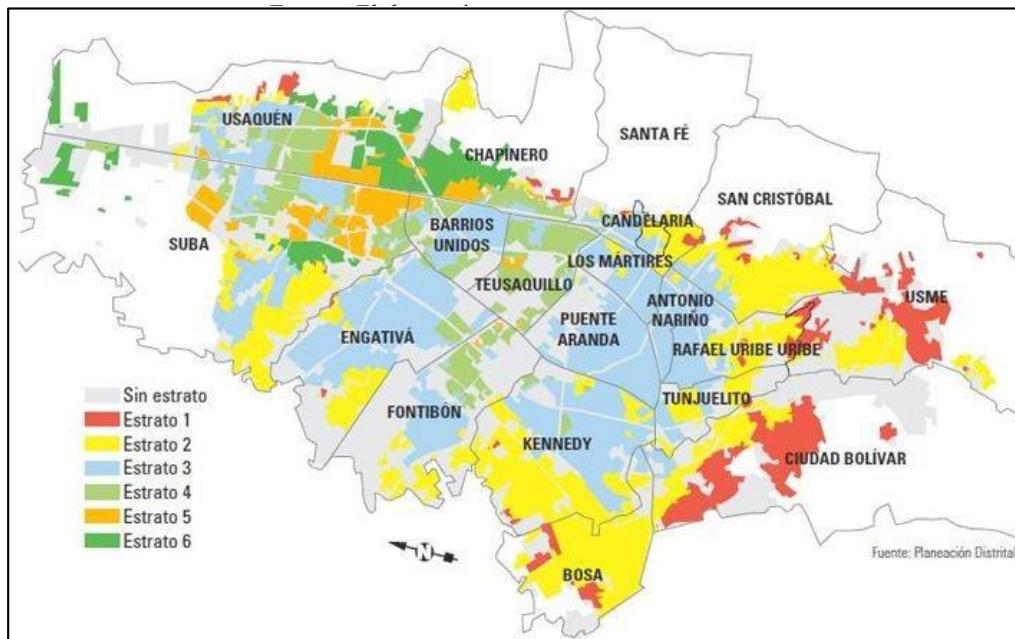 USAQUÉN
CHAPINERO
SANTA FÉ
SAN CRISTÓBAL
CANDELARIA
BARRIOS
UNIDOS
SUBA
LOS MÁRTIRES
TEUSAQUILLO
ANTONIO
NARIÑO
USME
PUENTE
ARANDA
ENGATIVÁ
RAFAEL URIBE URIBE
TUNJUELITO
FONTIBÓN
KENNEDY
CIUDAD BOLÍVAR
BOSA
Sin estrato
Estrato 1
Estrato 2
Estrato 3
Estrato 4
Estrato 5
Estrato 6
N
Fuente: Planeación Distrital